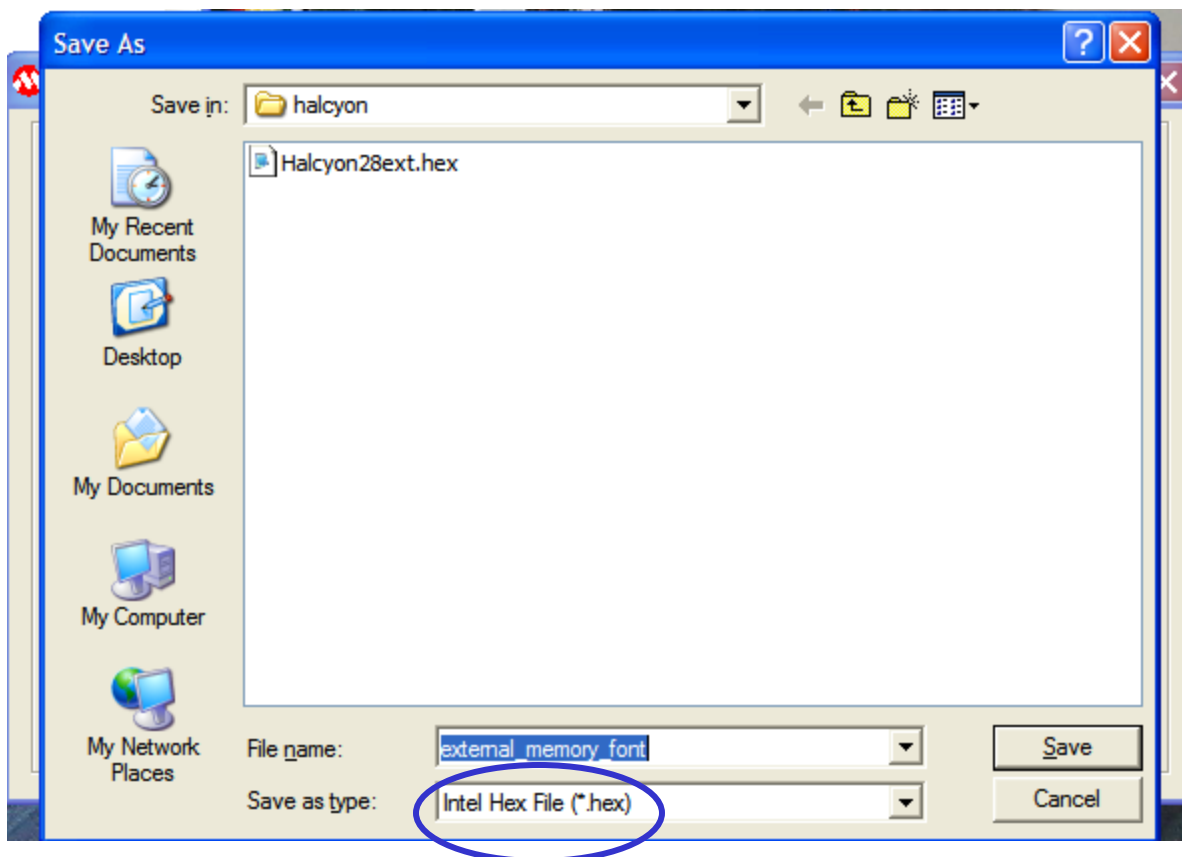 Save As
Save in:
halcyon
Halcyon28ext.hex
My Recent
Documents
Desktop
My Documents
My Computer
My Network
Places
File name:
external_memory_font
Save
Save as type:
Intel Hex File (*.hex)
Cancel